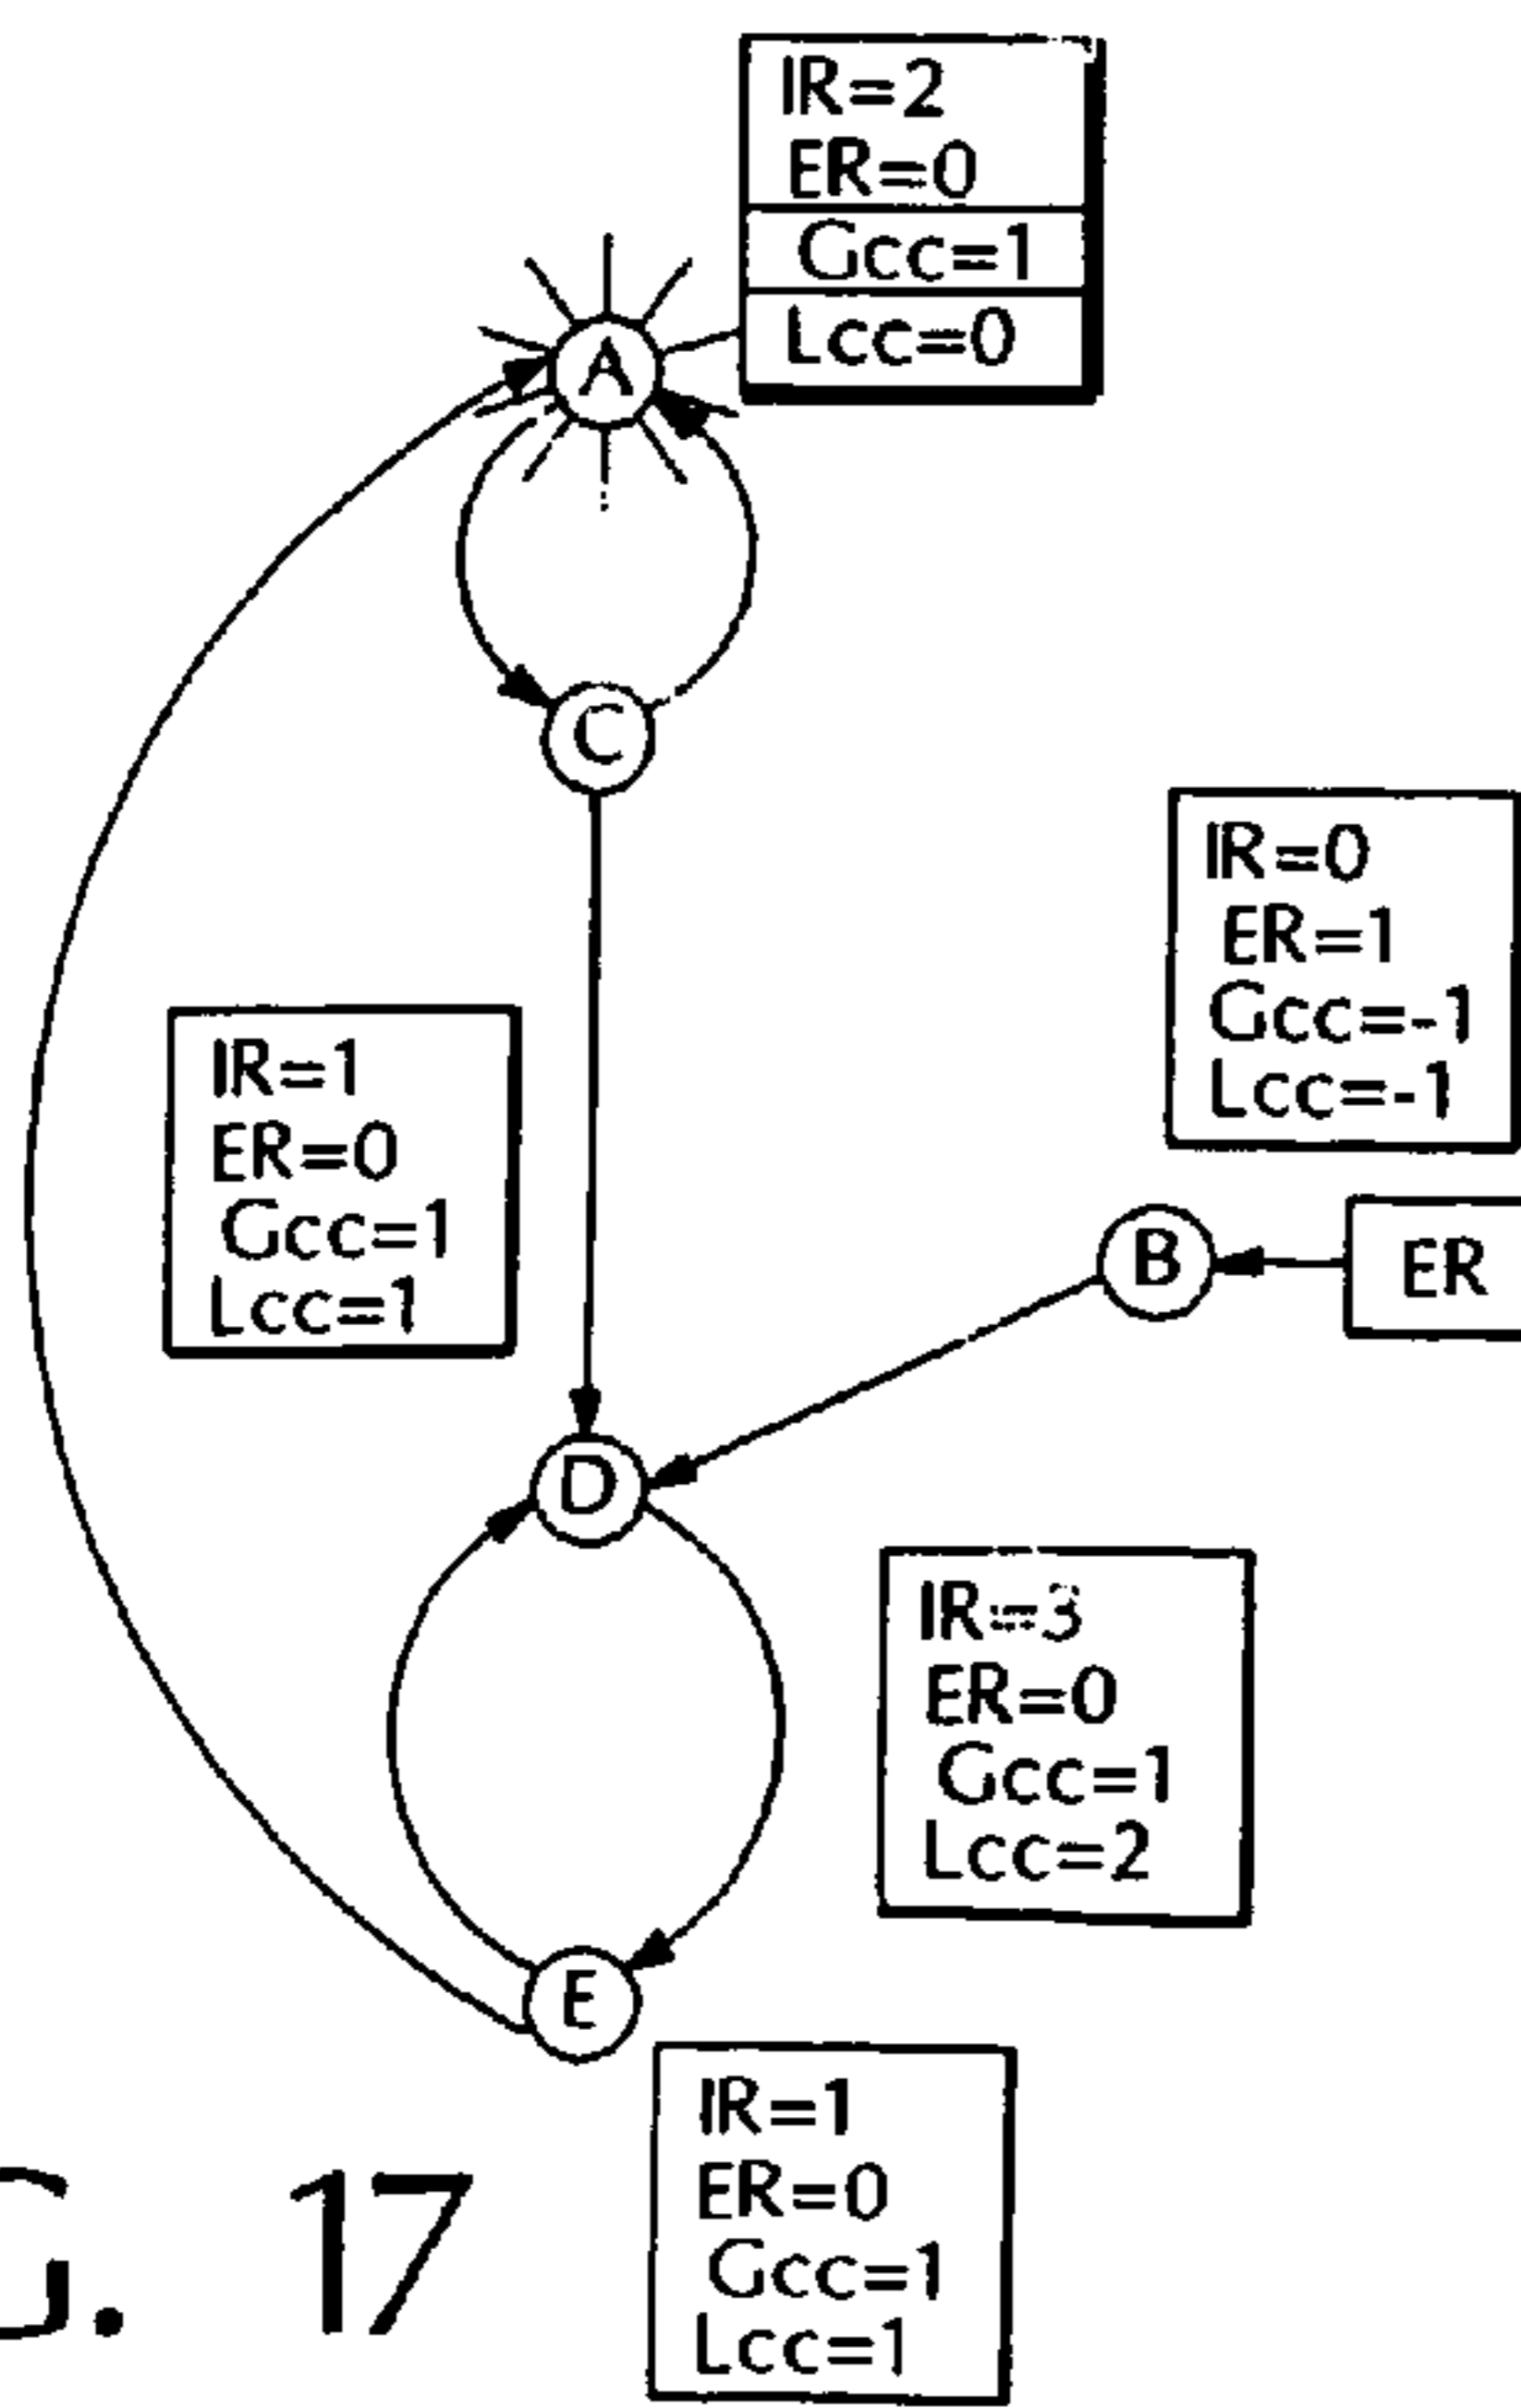 IR=2
ER=0
Gcc=1
Lcc=0
A
C
IR=0
ER=1
Gcc=-1
Lcc=-1
IR=1
ER=0
Gcc=1
Lcc=1
B
ER
D
IR=3
ER=0
Gcc=1
Lcc=2
E
IR=1
ER=0
Gcc=1
Lcc=1
G. 17